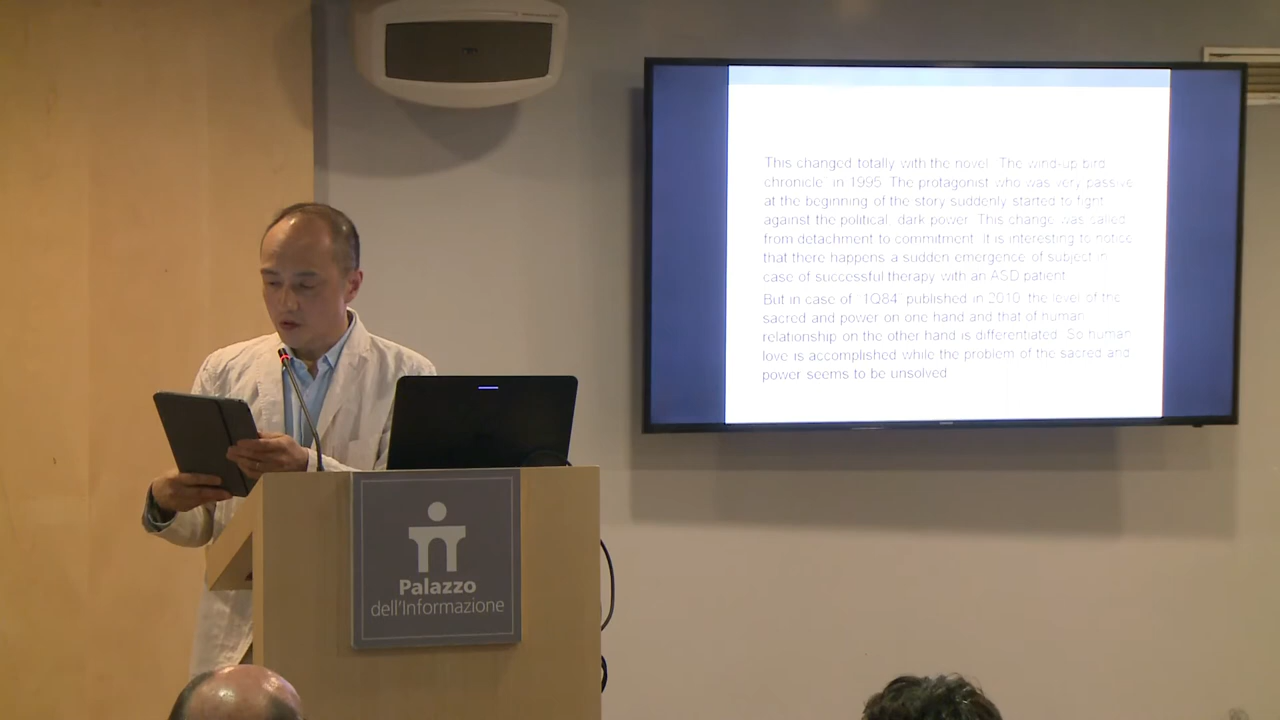 This changed totally with the novel "The wind-up bird
chronicle" in 1995. The protagonist who was very passive
at the beginning of the story suddenly started to fight
against the political, dark power. This change was called
from detachment to commitment. It is interesting to notice
that there happens a sudden emergence of subject in
case of successful therapy with an ASD patient.
But in case of "1Q84" published in 2010, the level of the
sacred and power on one hand and that of human
relationship on the other hand is differentiated. So human
love is accomplished while the problem of the sacred and
power seems to be unsolved.
Palazzo
dell'Informazione